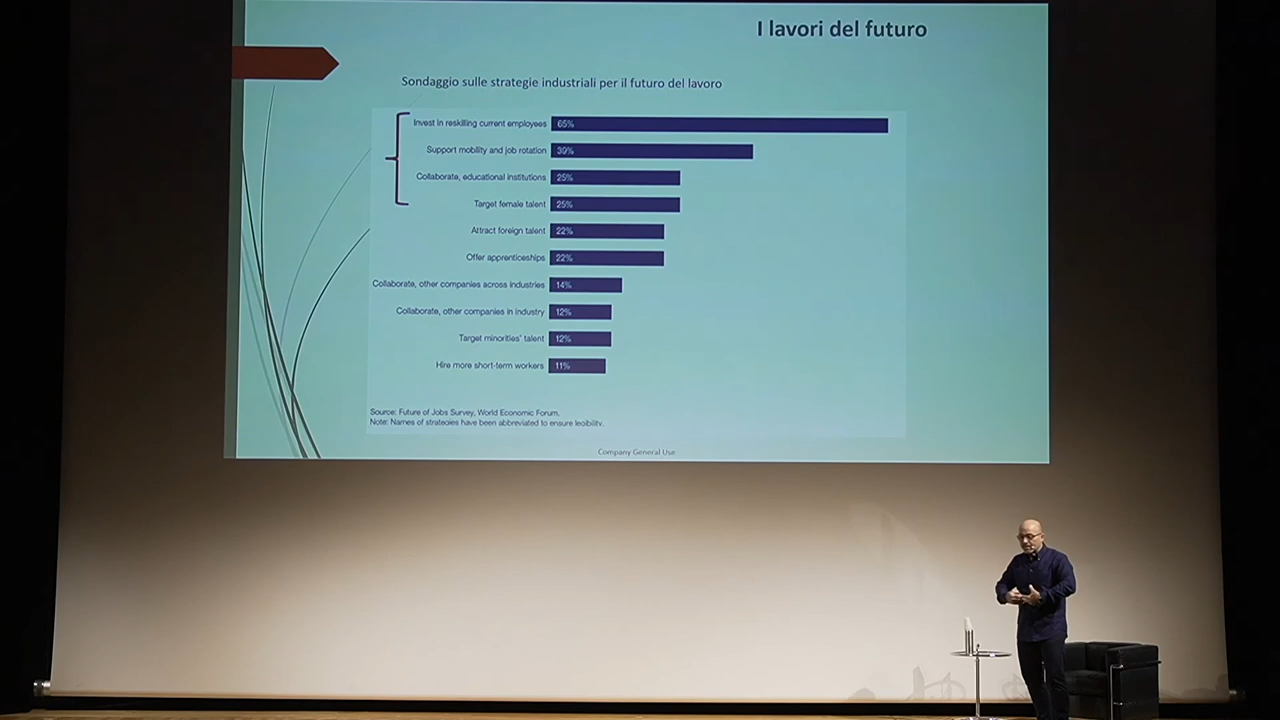 I lavori del futuro
Sondaggio sulle strategie industriali per il futuro del lavoro
Invest in reskilling current employees 65%
Support mobility and job rotation 39%
Collaborate, educational institutions 25%
Target female talent 25%
Attract foreign talent 22%
Offer apprenticeships 22%
Collaborate, other companies across industries 14%
Collaborate, other companies in industry 12%
Target minorities' talent 12%
Hire more short-term workers 11%
Source: Future of Jobs Survey, World Economic Forum.
Note: Names of strategies have been abbreviated to ensure legibility.
Company General Use